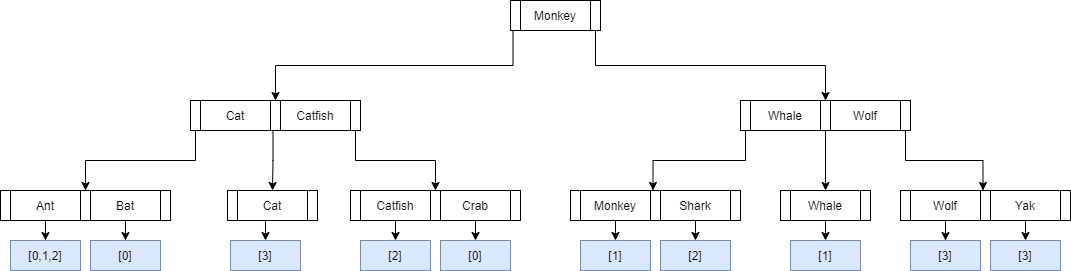 Monkey
Cat Catfish
Whale Wolf
Ant Bat
Cat
Catfish Crab
Monkey Shark
Whale
Wolf Yak
[0,1,2] [0]
[3]
[2] [0]
[1] [2]
[1]
[3] [3]